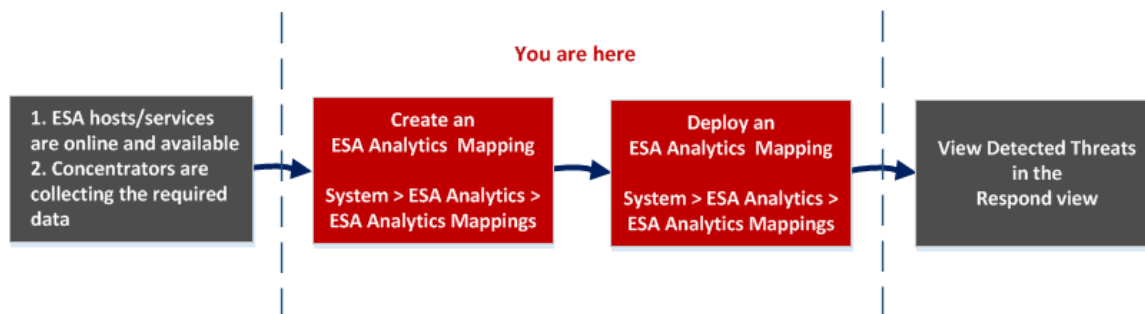 You are here
1. ESA hosts/services
are online and available
2. Concentrators are
collecting the required
data
Create an
ESA Analytics Mapping
System > ESA Analytics >
ESA Analytics Mappings
Deploy an
ESA Analytics Mapping
System > ESA Analytics >
ESA Analytics Mappings
View Detected Threats
in the
Respond view